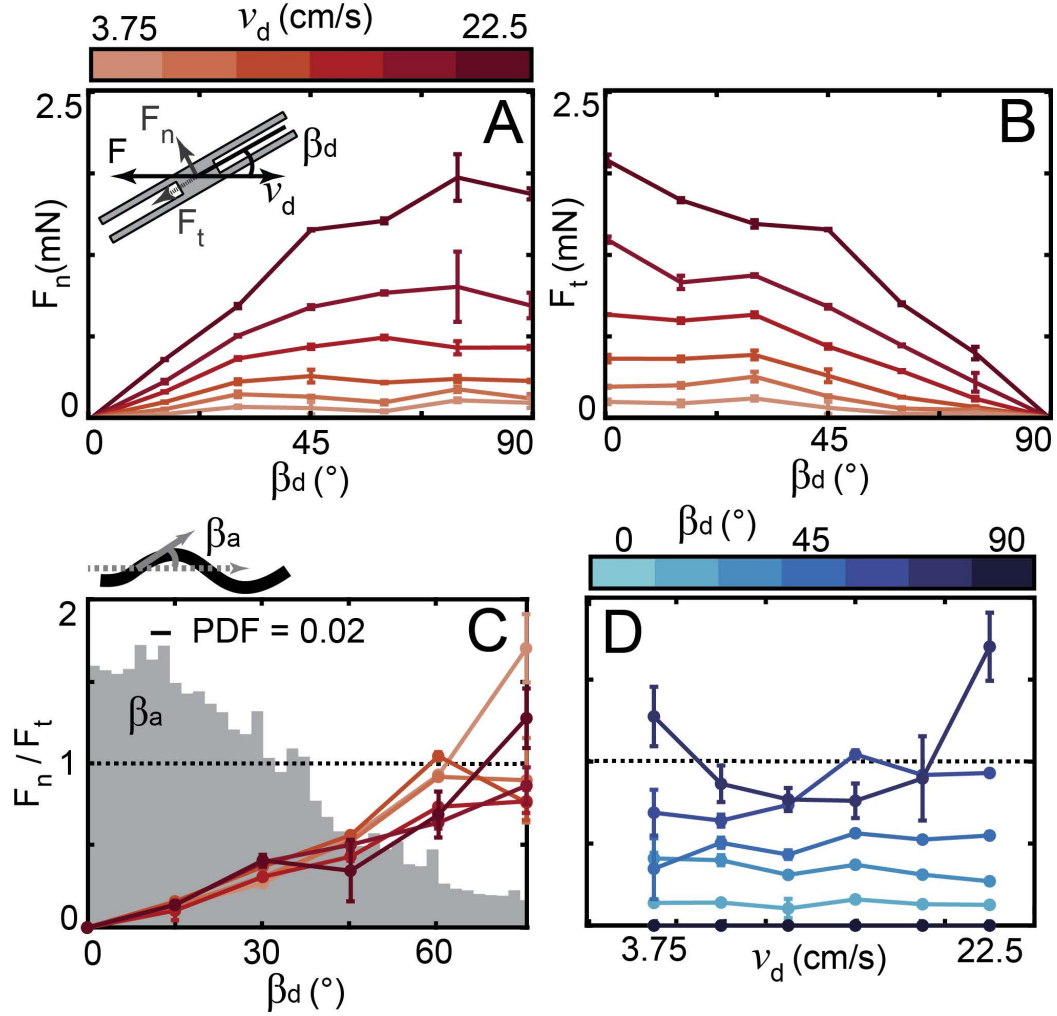 v_d (cm/s)
3.75 22.5
A
2.5
F_n
F
β_d
v_d
F_t
F_n (mN)
0
0 45 90
β_d (°)
B
2.5
F_t (mN)
0
0 45 90
β_d (°)
β_a
C
2
PDF = 0.02
β_a
F_n / F_t
1
0
0 30 60
β_d (°)
β_d (°)
0 45 90
D
3.75 22.5
v_d (cm/s)